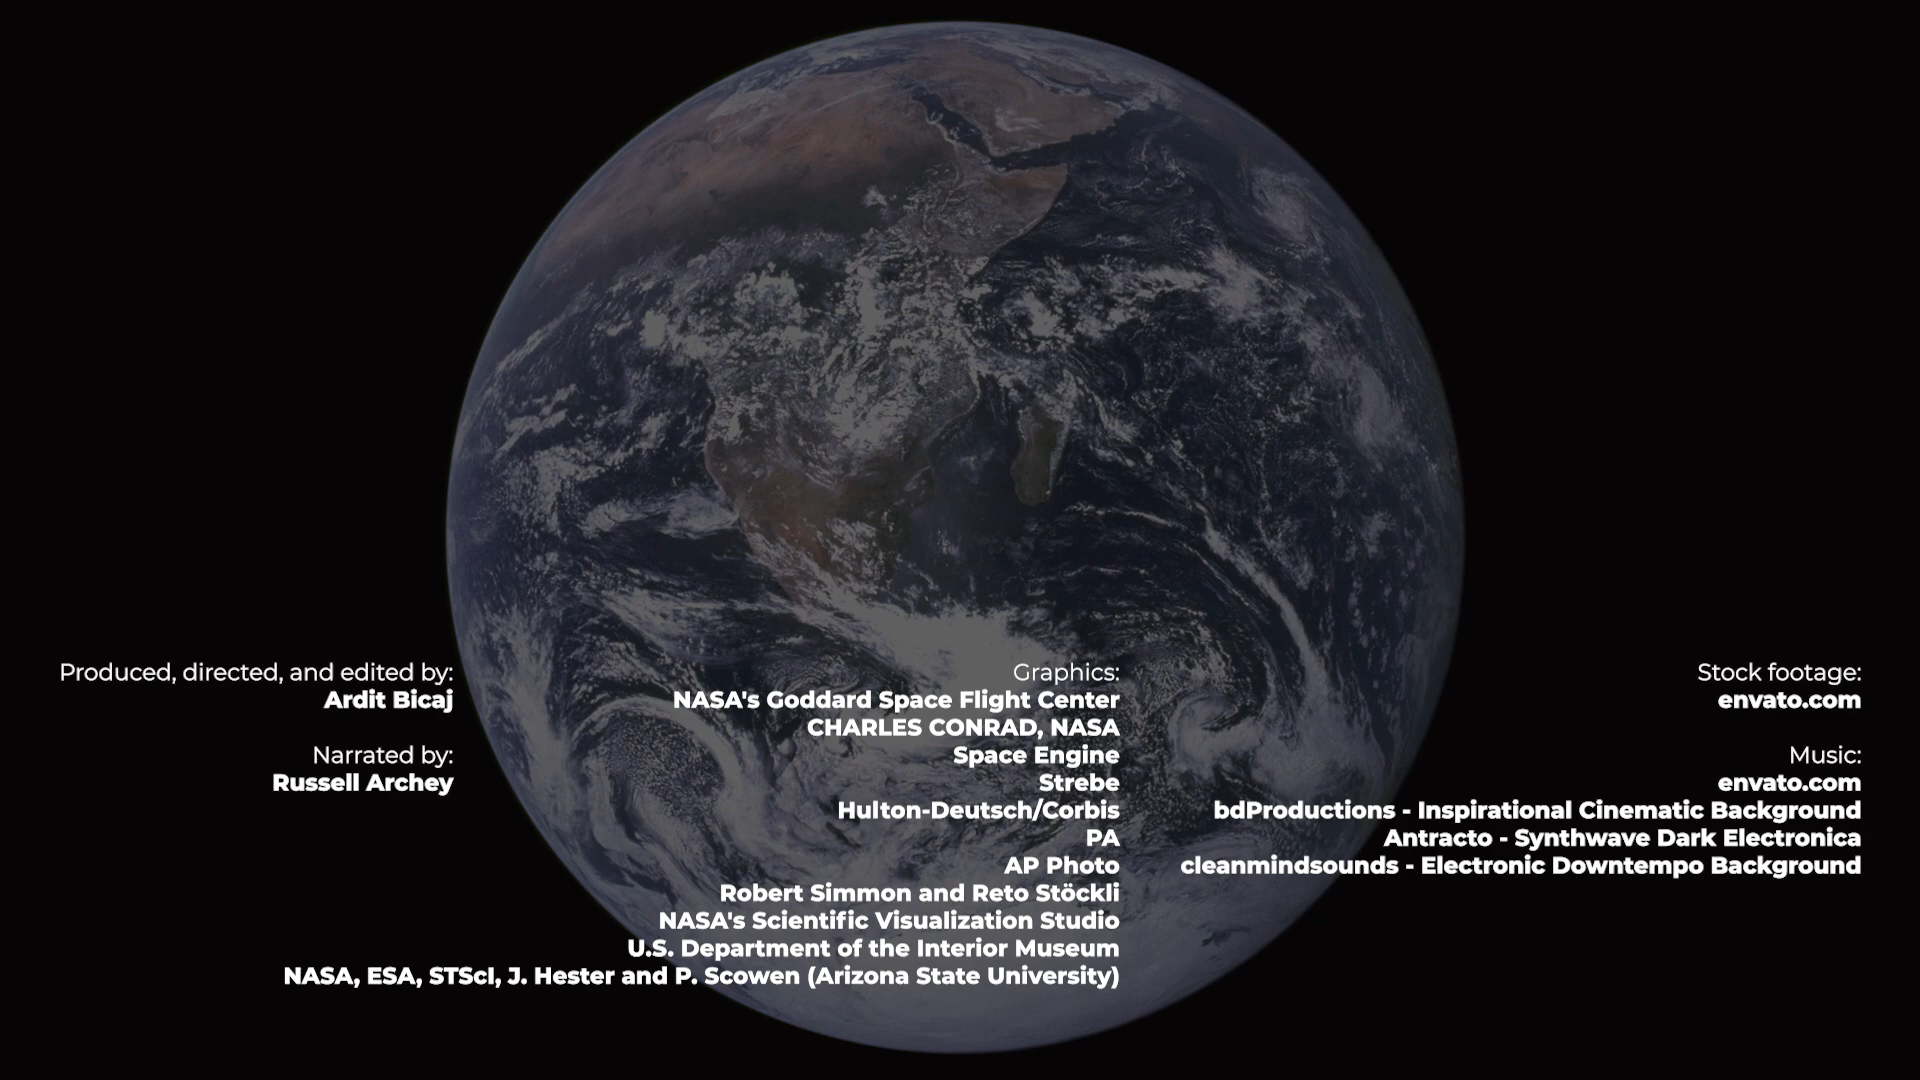 Produced, directed, and edited by:
Ardit Bicaj
Narrated by:
Russell Archey
Graphics:
NASA's Goddard Space Flight Center
CHARLES CONRAD, NASA
Space Engine
Strebe
Hulton-Deutsch/Corbis
PA
AP Photo
Robert Simmon and Reto Stöckli
NASA's Scientific Visualization Studio
U.S. Department of the Interior Museum
NASA, ESA, STScI, J. Hester and P. Scowen (Arizona State University)
Stock footage:
envato.com
Music:
envato.com
bdProductions - Inspirational Cinematic Background
Antracto - Synthwave Dark Electronica
cleanmindsounds - Electronic Downtempo Background